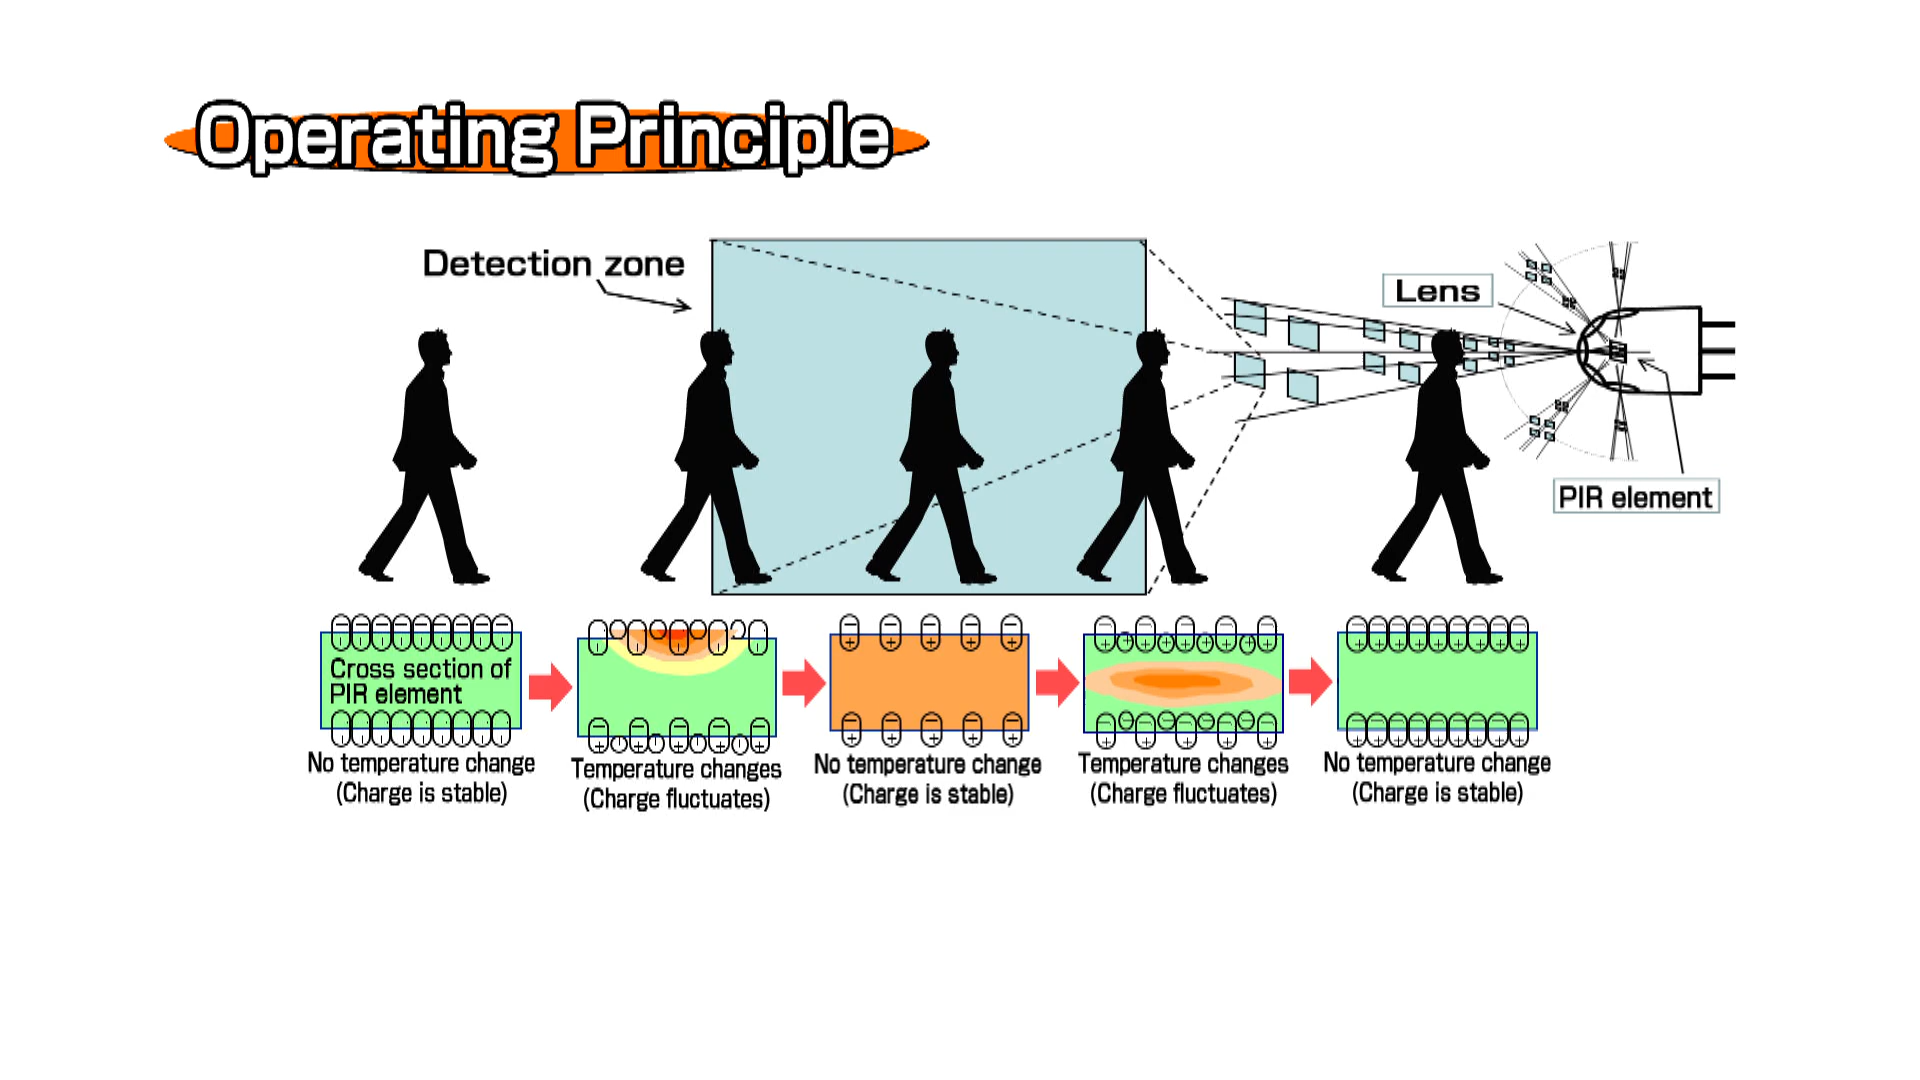 Operating Principle
Detection zone
Lens
PIR element
Cross section of
PIR element
No temperature change
(Charge is stable)
Temperature changes
(Charge fluctuates)
No temperature change
(Charge is stable)
Temperature changes
(Charge fluctuates)
No temperature change
(Charge is stable)